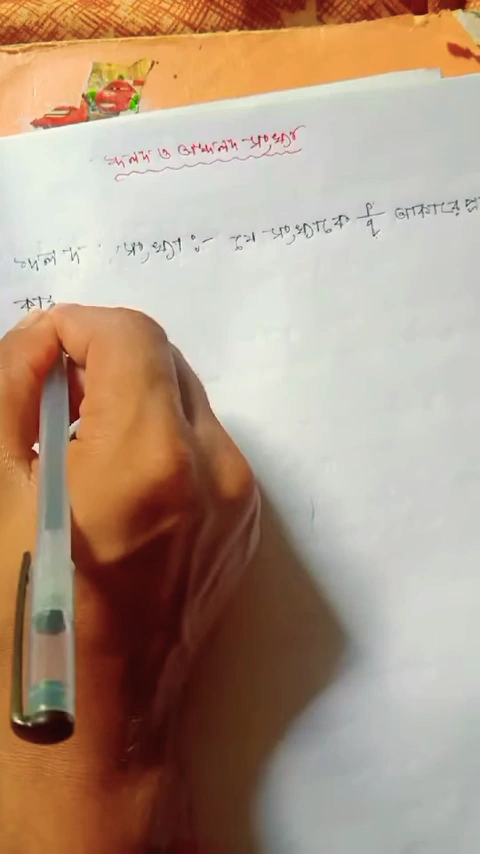 মূলদ ও অমূলদ সংখ্যা
মূলদ সংখ্যা :- যে সংখ্যাকে p/q আকারে